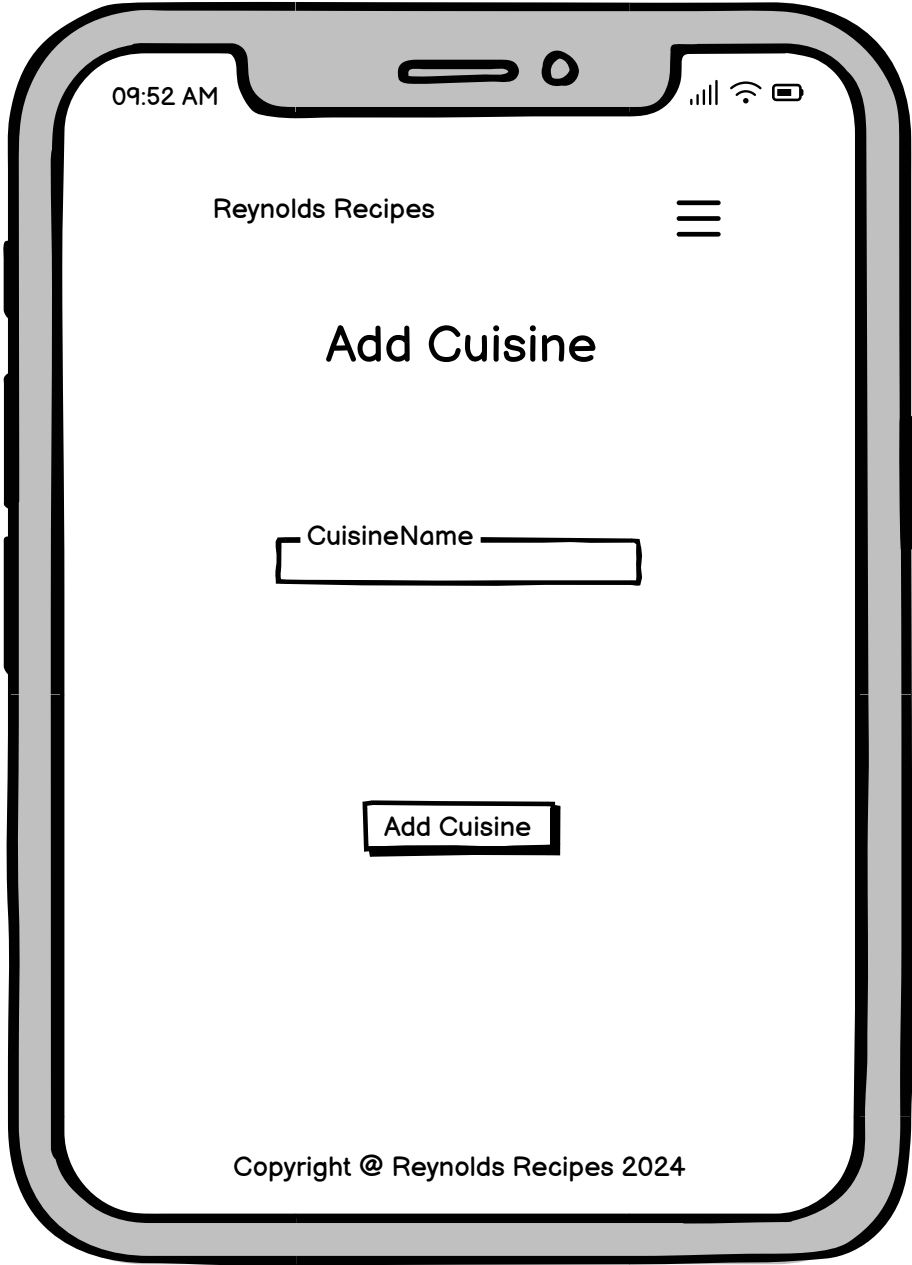 09:52 AM
Reynolds Recipes
Add Cuisine
CuisineName
Add Cuisine
Copyright @ Reynolds Recipes 2024